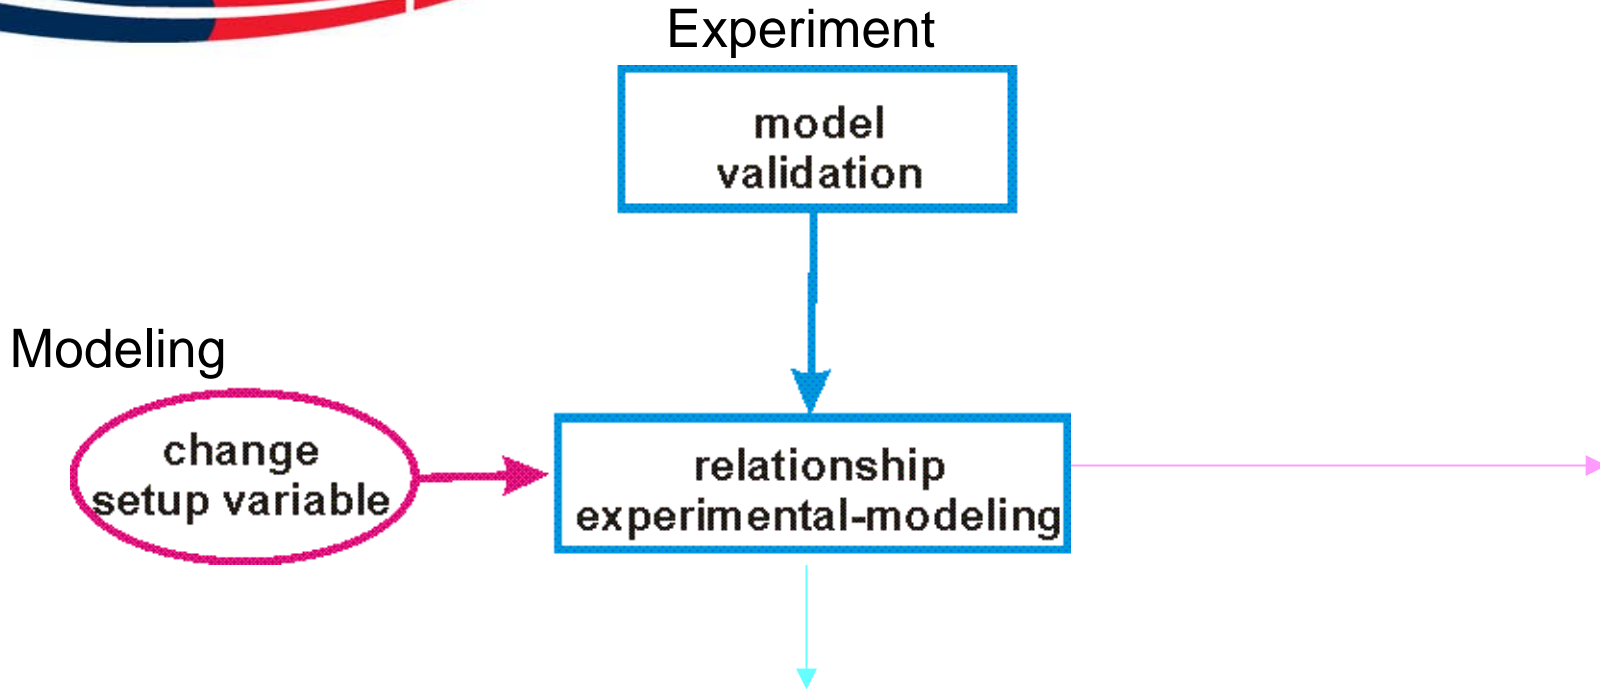 Experiment
model
validation
Modeling
change
setup variable
relationship
experimental-modeling